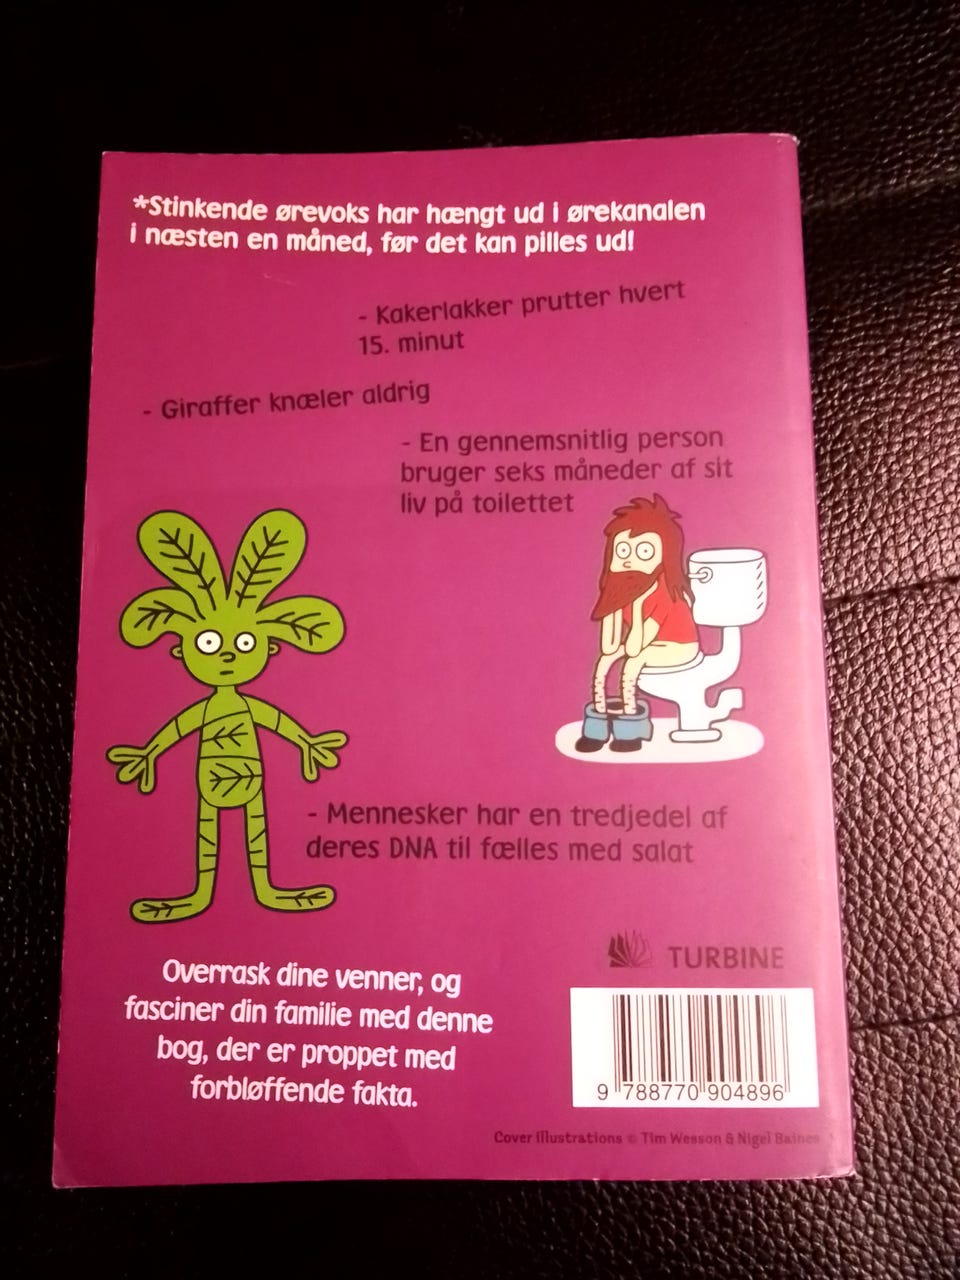 *Stinkende ørevoks har hængt ud i ørekanalen
i næsten en måned, før det kan pilles ud!
- Kakerlakker prutter hvert
15. minut
- Giraffer knæler aldrig
- En gennemsnitlig person
bruger seks måneder af sit
liv på toilettet
- Mennesker har en tredjedel af
deres DNA til fælles med salat
Overrask dine venner, og
fasciner din familie med denne
bog, der er proppet med
forbløffende fakta.
TURBINE
9 788770 904896
Cover Illustrations © Tim Wesson & Nigel Baines